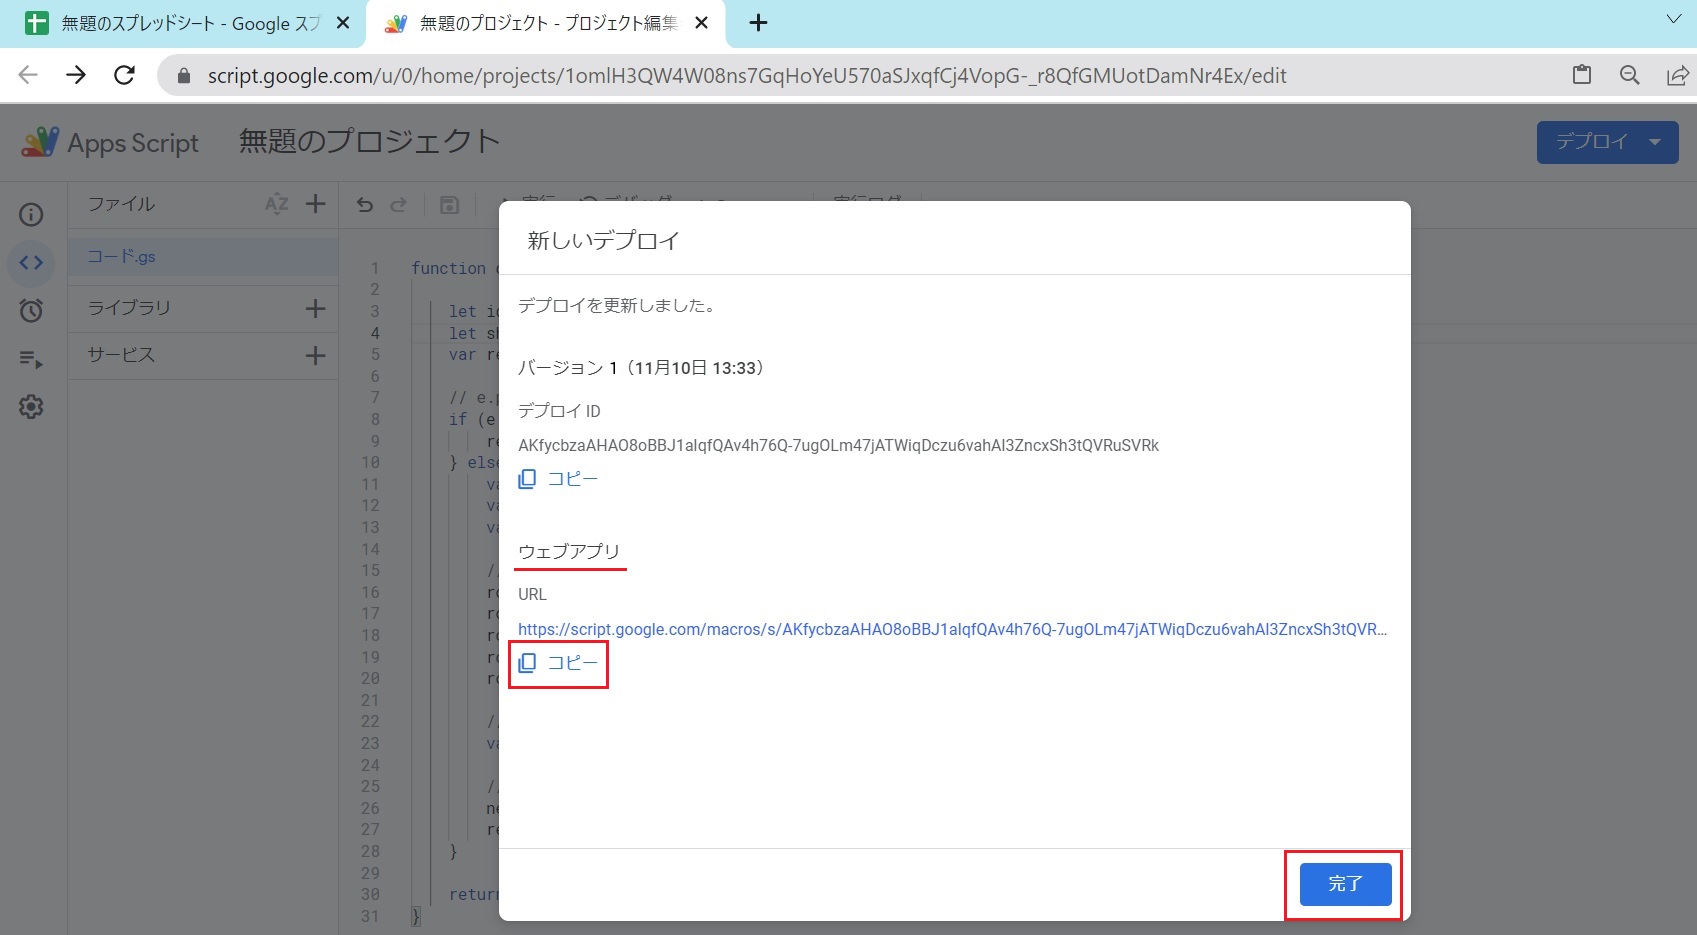 無題のスプレッドシート - Google スプ
無題のプロジェクト - プロジェクト編集
script.google.com/u/0/home/projects/1omlH3QW4W08ns7GqHoYeU570aSJxqfCj4VopG-_r8QfGMUotDamNr4Ex/edit
Apps Script 無題のプロジェクト
デプロイ
ファイル
AZ
コード.gs
ライブラリ
サービス
1 function
2
3 let
4 let
5 var
6
7 // e.
8 if (e
9
10 } else
11
12
13
14
15
16
17
18
19
20
21
22
23
24
25
26
27
28 }
29
30 return
31 }
新しいデプロイ
デプロイを更新しました。
バージョン 1（11月10日 13:33）
デプロイ ID
AKfycbzaAHAO8oBBJ1alqfQAv4h76Q-7ugOLm47jATWiqDczu6vahAI3ZncxSh3tQVRuSVRk
コピー
ウェブアプリ
URL
https://script.google.com/macros/s/AKfycbzaAHAO8oBBJ1alqfQAv4h76Q-7ugOLm47jATWiqDczu6vahAI3ZncxSh3tQVR...
コピー
完了